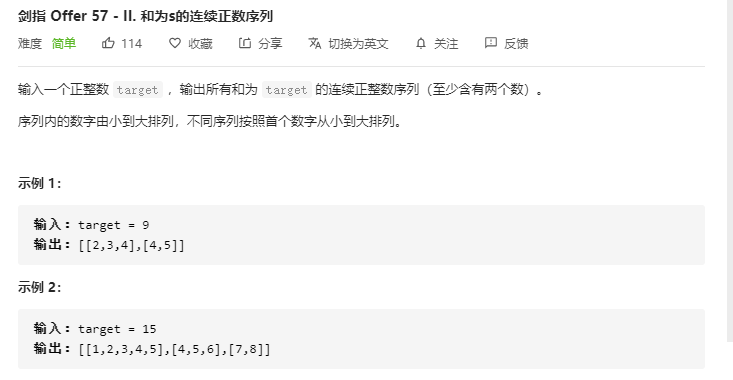 剑指 Offer 57 - II. 和为s的连续正数序列
难度 简单 114 收藏 分享 切换为英文 关注 反馈
输入一个正整数 target ，输出所有和为 target 的连续正整数序列（至少含有两个数）。
序列内的数字由小到大排列，不同序列按照首个数字从小到大排列。
示例 1：
输入：target = 9
输出：[[2,3,4],[4,5]]
示例 2：
输入：target = 15
输出：[[1,2,3,4,5],[4,5,6],[7,8]]